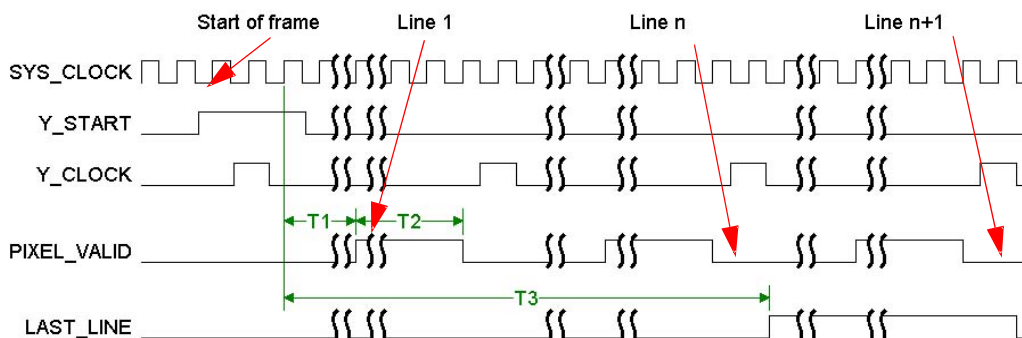 Start of frame Line 1 Line n Line n+1
SYS_CLOCK
Y_START
Y_CLOCK
T1 T2
PIXEL_VALID
T3
LAST_LINE